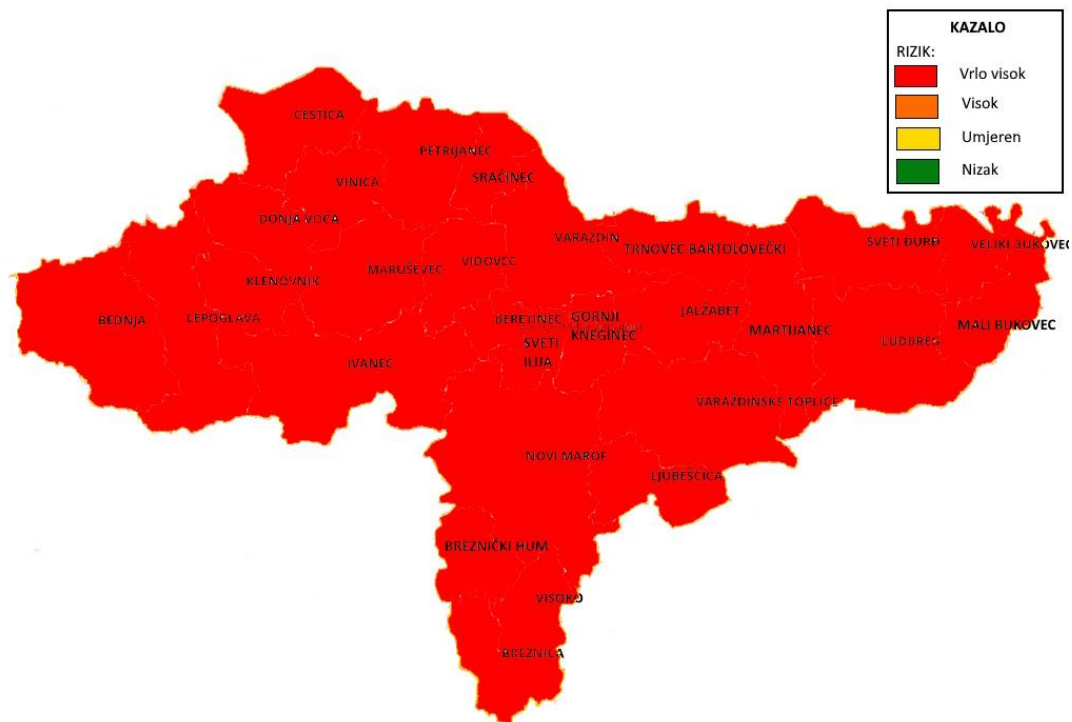 KAZALO
RIZIK:
Vrlo visok
Visok
Umjeren
Nizak
CESTICA
PETRIJANEC
SRAČINEC
VINICA
DONJA VOĆA
VARAŽDIN
TRNOVEC BARTOLOVEČKI
SVETI ĐURĐ
VELIKI BUKOVEC
KLENOVNIK
MARUŠEVEC
VIDOVEC
BEDNJA
LEPOGLAVA
BERETINEC
GORNJI
KNEGINEC
JALŽABET
MARTIJANEC
MALI BUKOVEC
SVETI
ILIJA
LUDBREG
IVANEC
VARAŽDINSKE TOPLICE
NOVI MAROF
LJUBEŠĆICA
BREZNIČKI HUM
VISOKO
BREZNICA